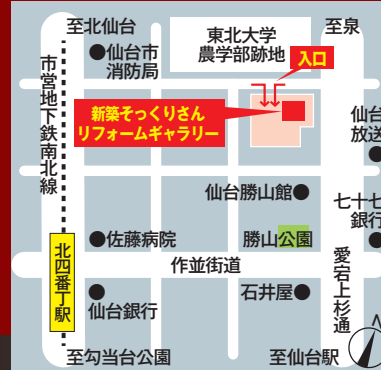 至北仙台
至泉
東北大学
農学部跡地
入口
仙台市
消防局
市営地下鉄南北線
新築そっくりさん
リフォームギャラリー
仙台
放送
仙台勝山館
七十七
銀行
佐藤病院
勝山公園
北四番丁駅
作並街道
愛宕上杉通
仙台銀行
石井屋
至勾当台公園
至仙台駅